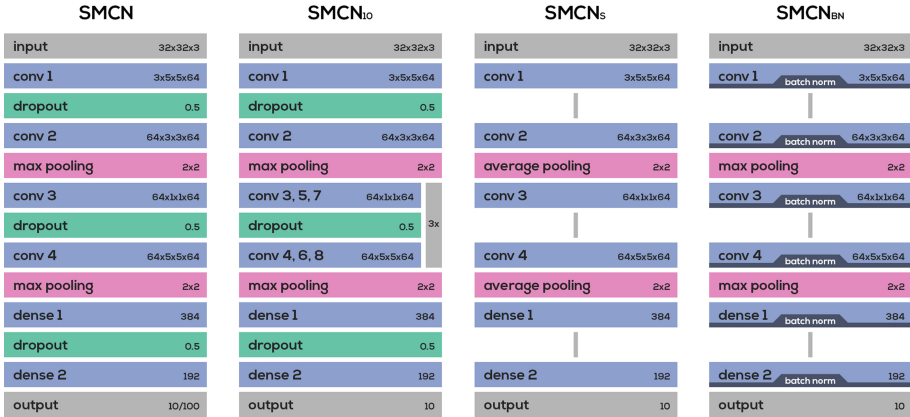 SMCN
input 32x32x3
conv 1 3x5x5x64
dropout 0.5
conv 2 64x3x3x64
max pooling 2x2
conv 3 64x1x1x64
dropout 0.5
conv 4 64x5x5x64
max pooling 2x2
dense 1 384
dropout 0.5
dense 2 192
output 10/100
SMCN10
input 32x32x3
conv 1 3x5x5x64
dropout 0.5
conv 2 64x3x3x64
max pooling 2x2
conv 3, 5, 7 64x1x1x64
dropout 0.5
3x
conv 4, 6, 8 64x5x5x64
max pooling 2x2
dense 1 384
dropout 0.5
dense 2 192
output 10
SMCNS
input 32x32x3
conv 1 3x5x5x64
conv 2 64x3x3x64
average pooling 2x2
conv 3 64x1x1x64
conv 4 64x5x5x64
average pooling 2x2
dense 1 384
dense 2 192
output 10
SMCNBN
input 32x32x3
conv 1 3x5x5x64
batch norm
conv 2 64x3x3x64
batch norm
max pooling 2x2
conv 3 64x1x1x64
batch norm
conv 4 64x5x5x64
batch norm
max pooling 2x2
dense 1 384
batch norm
dense 2 192
batch norm
output 10